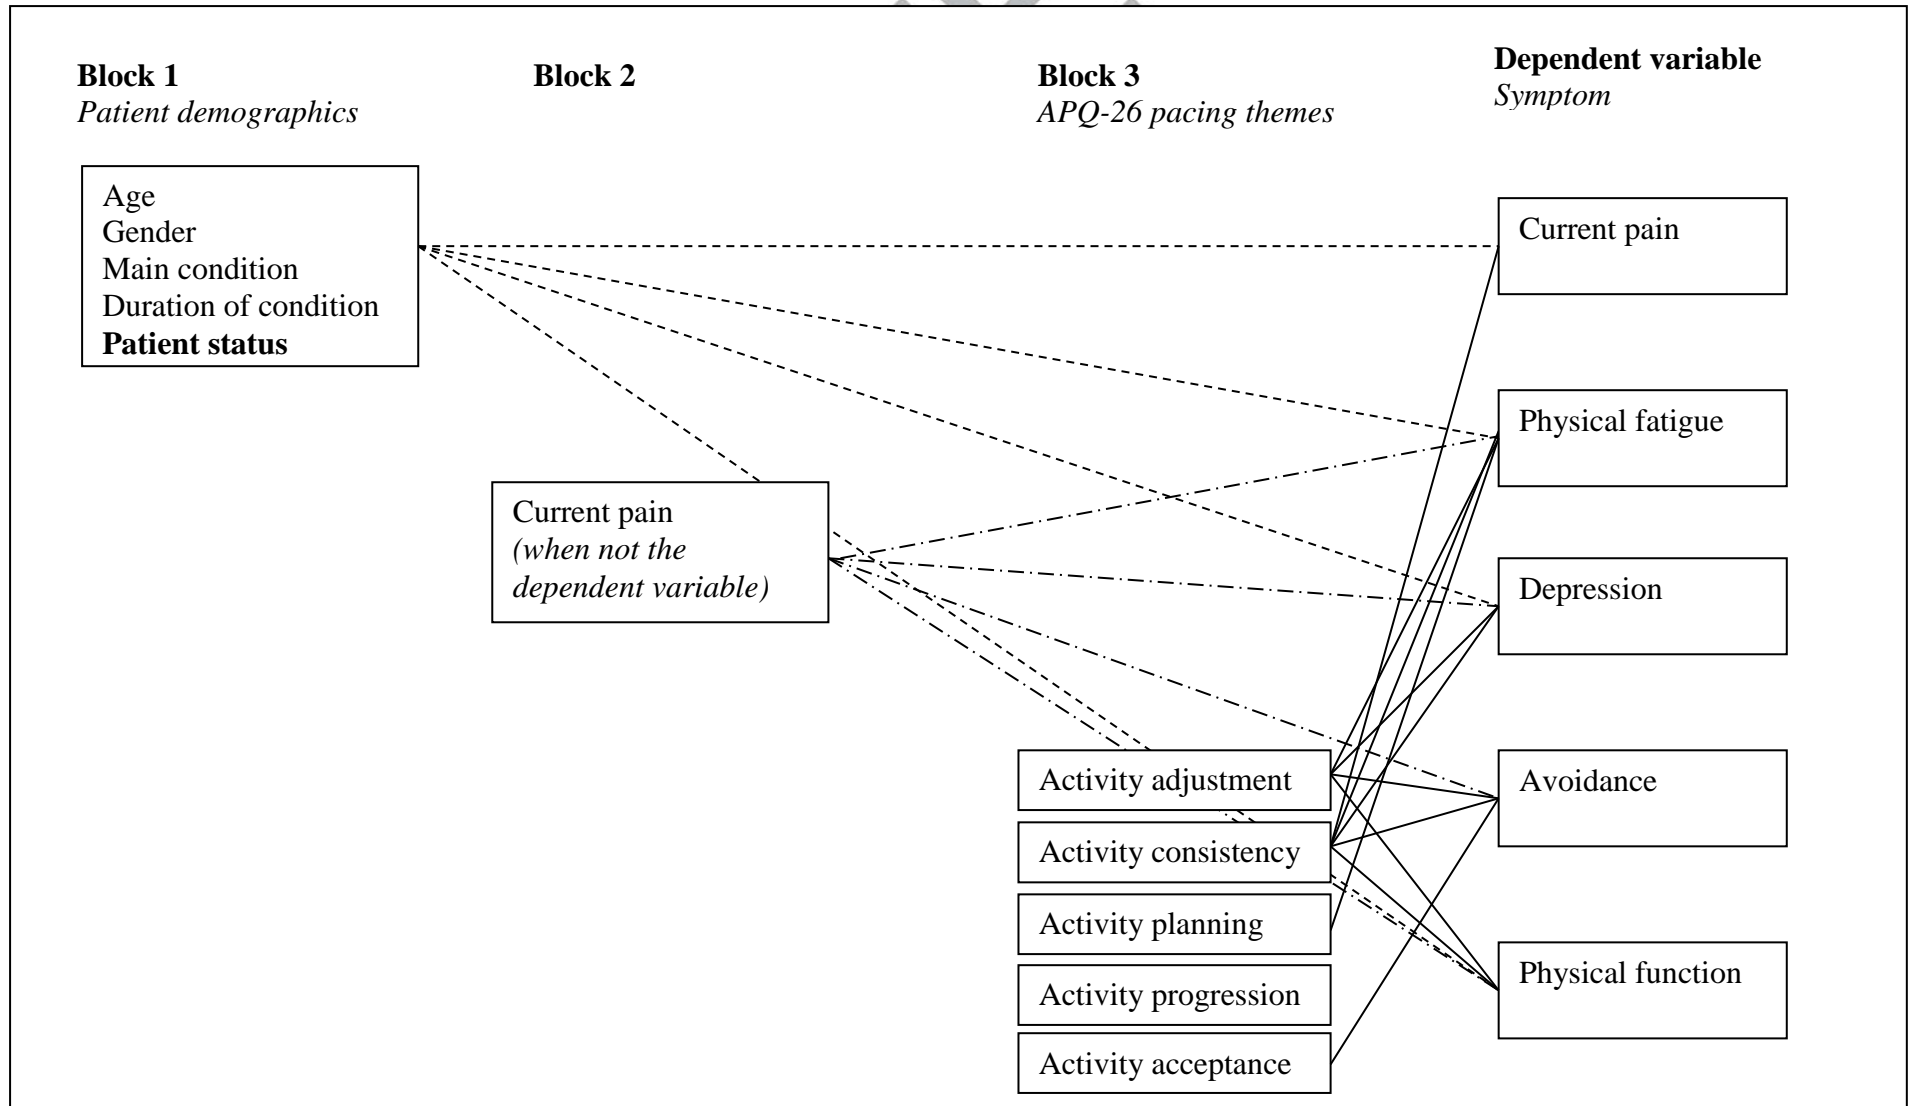 Block 1
Patient demographics
Block 2
Block 3
APQ-26 pacing themes
Dependent variable
Symptom
Age
Gender
Main condition
Duration of condition
Patient status
Current pain
(when not the
dependent variable)
Activity adjustment
Activity consistency
Activity planning
Activity progression
Activity acceptance
Current pain
Physical fatigue
Depression
Avoidance
Physical function